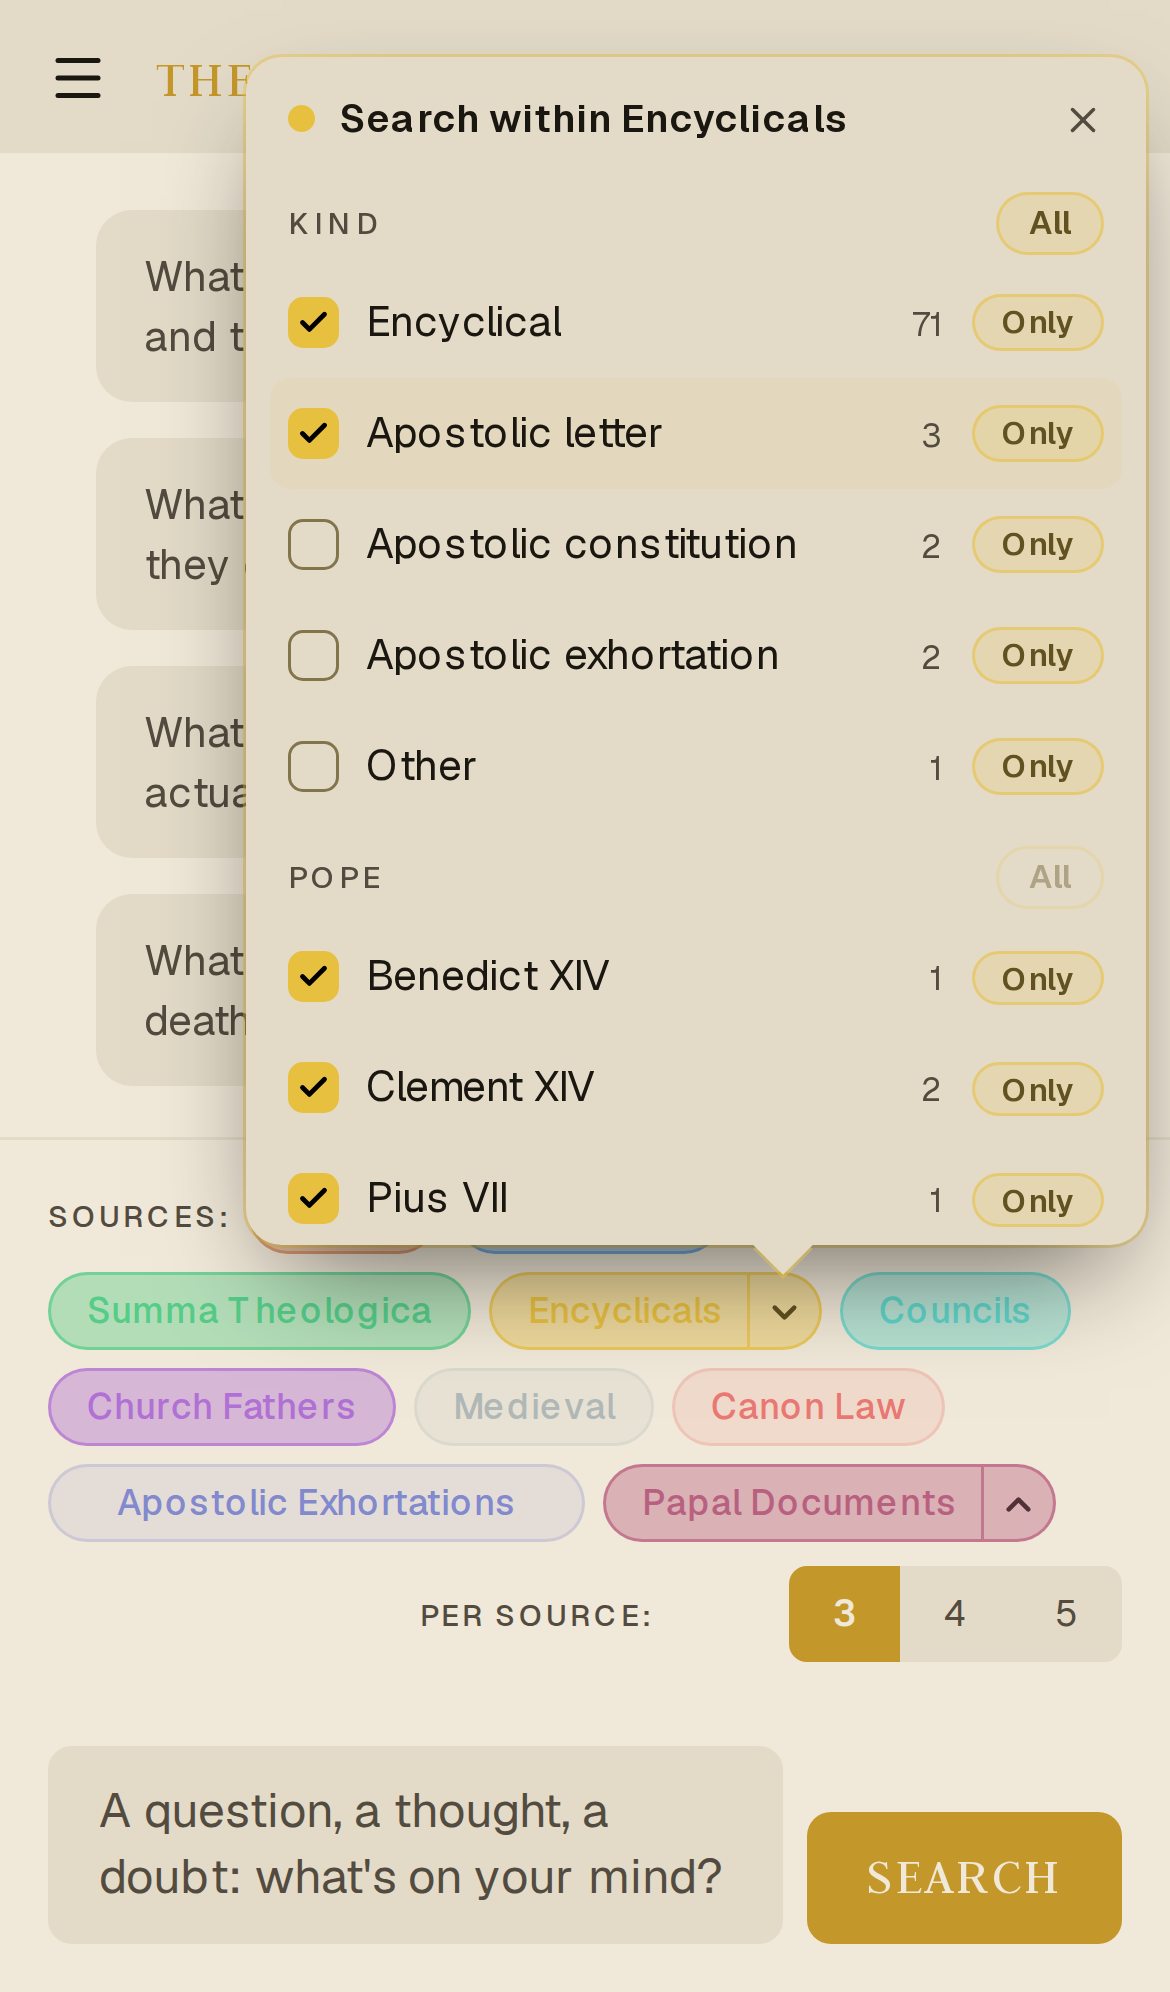 THE
Search within Encyclicals
KIND
All
Encyclical 71 Only
Apostolic letter 3 Only
Apostolic constitution 2 Only
Apostolic exhortation 2 Only
Other 1 Only
POPE
All
Benedict XIV 1 Only
Clement XIV 2 Only
Pius VII 1 Only
What
and t
What
they
What
actua
What
death
SOURCES:
Summa Theologica Encyclicals Councils
Church Fathers Medieval Canon Law
Apostolic Exhortations Papal Documents
PER SOURCE: 3 4 5
A question, a thought, a
doubt: what's on your mind?
SEARCH